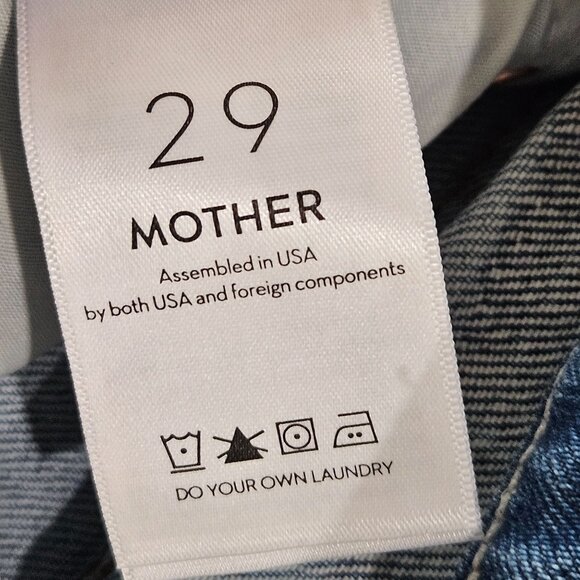 29
MOTHER
Assembled in USA
by both USA and foreign components
DO YOUR OWN LAUNDRY